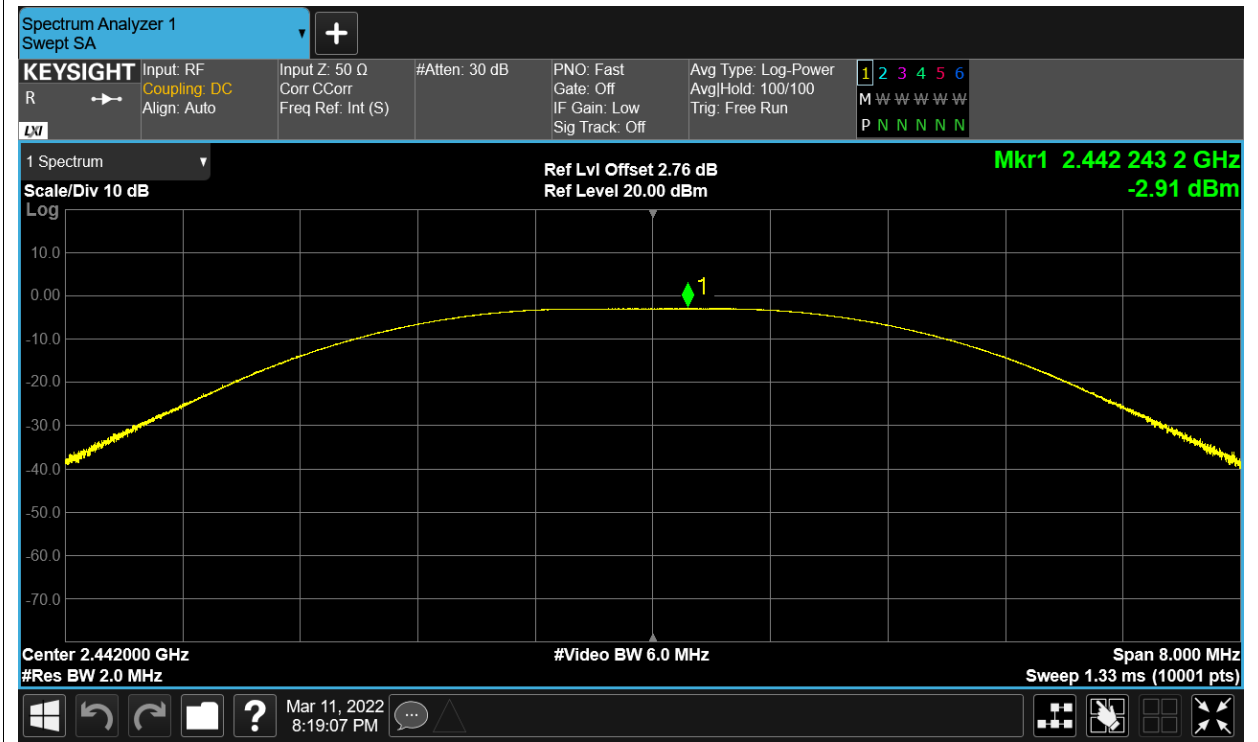 Spectrum Analyzer 1
Swept SA
KEYSIGHT
R
LXI
Input: RF
Coupling: DC
Align: Auto
Input Z: 50 Ω
Corr CCorr
Freq Ref: Int (S)
#Atten: 30 dB
PNO: Fast
Gate: Off
IF Gain: Low
Sig Track: Off
Avg Type: Log-Power
Avg|Hold: 100/100
Trig: Free Run
1 2 3 4 5 6
M W W W W W
P N N N N N
1 Spectrum
Scale/Div 10 dB
Log
Ref Lvl Offset 2.76 dB
Ref Level 20.00 dBm
Mkr1 2.442 243 2 GHz
-2.91 dBm
10.0
0.00
-10.0
-20.0
-30.0
-40.0
-50.0
-60.0
-70.0
1
Center 2.442000 GHz
#Res BW 2.0 MHz
#Video BW 6.0 MHz
Span 8.000 MHz
Sweep 1.33 ms (10001 pts)
?
Mar 11, 2022
8:19:07 PM